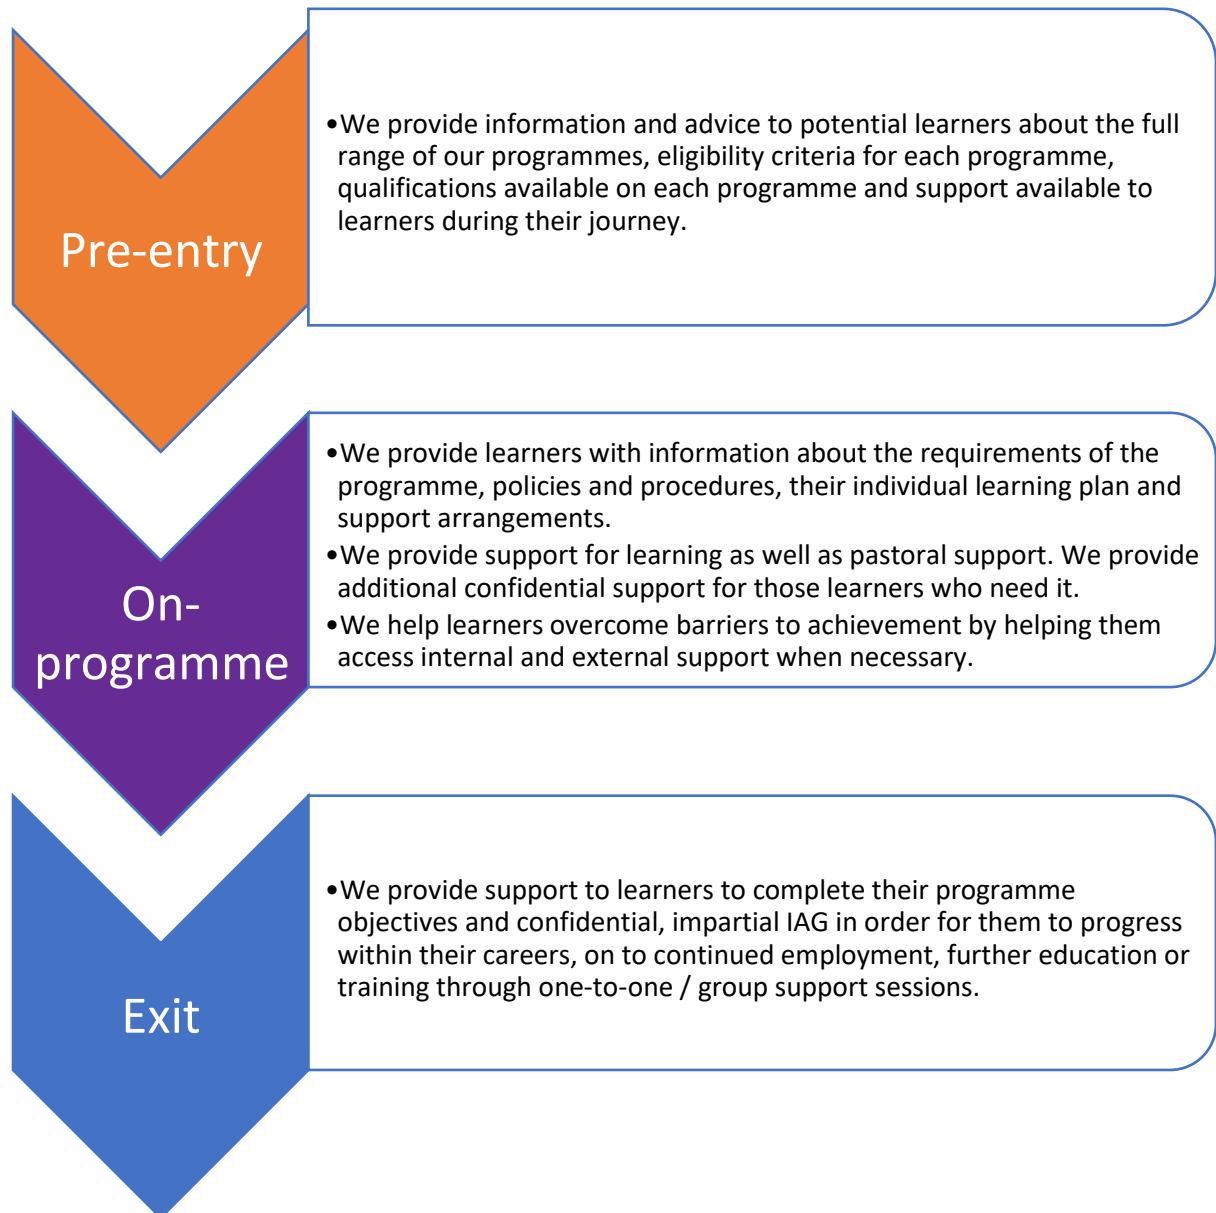 Pre-entry
•We provide information and advice to potential learners about the full
range of our programmes, eligibility criteria for each programme,
qualifications available on each programme and support available to
learners during their journey.
On-
programme
•We provide learners with information about the requirements of the
programme, policies and procedures, their individual learning plan and
support arrangements.
•We provide support for learning as well as pastoral support. We provide
additional confidential support for those learners who need it.
•We help learners overcome barriers to achievement by helping them
access internal and external support when necessary.
Exit
•We provide support to learners to complete their programme
objectives and confidential, impartial IAG in order for them to progress
within their careers, on to continued employment, further education or
training through one-to-one / group support sessions.